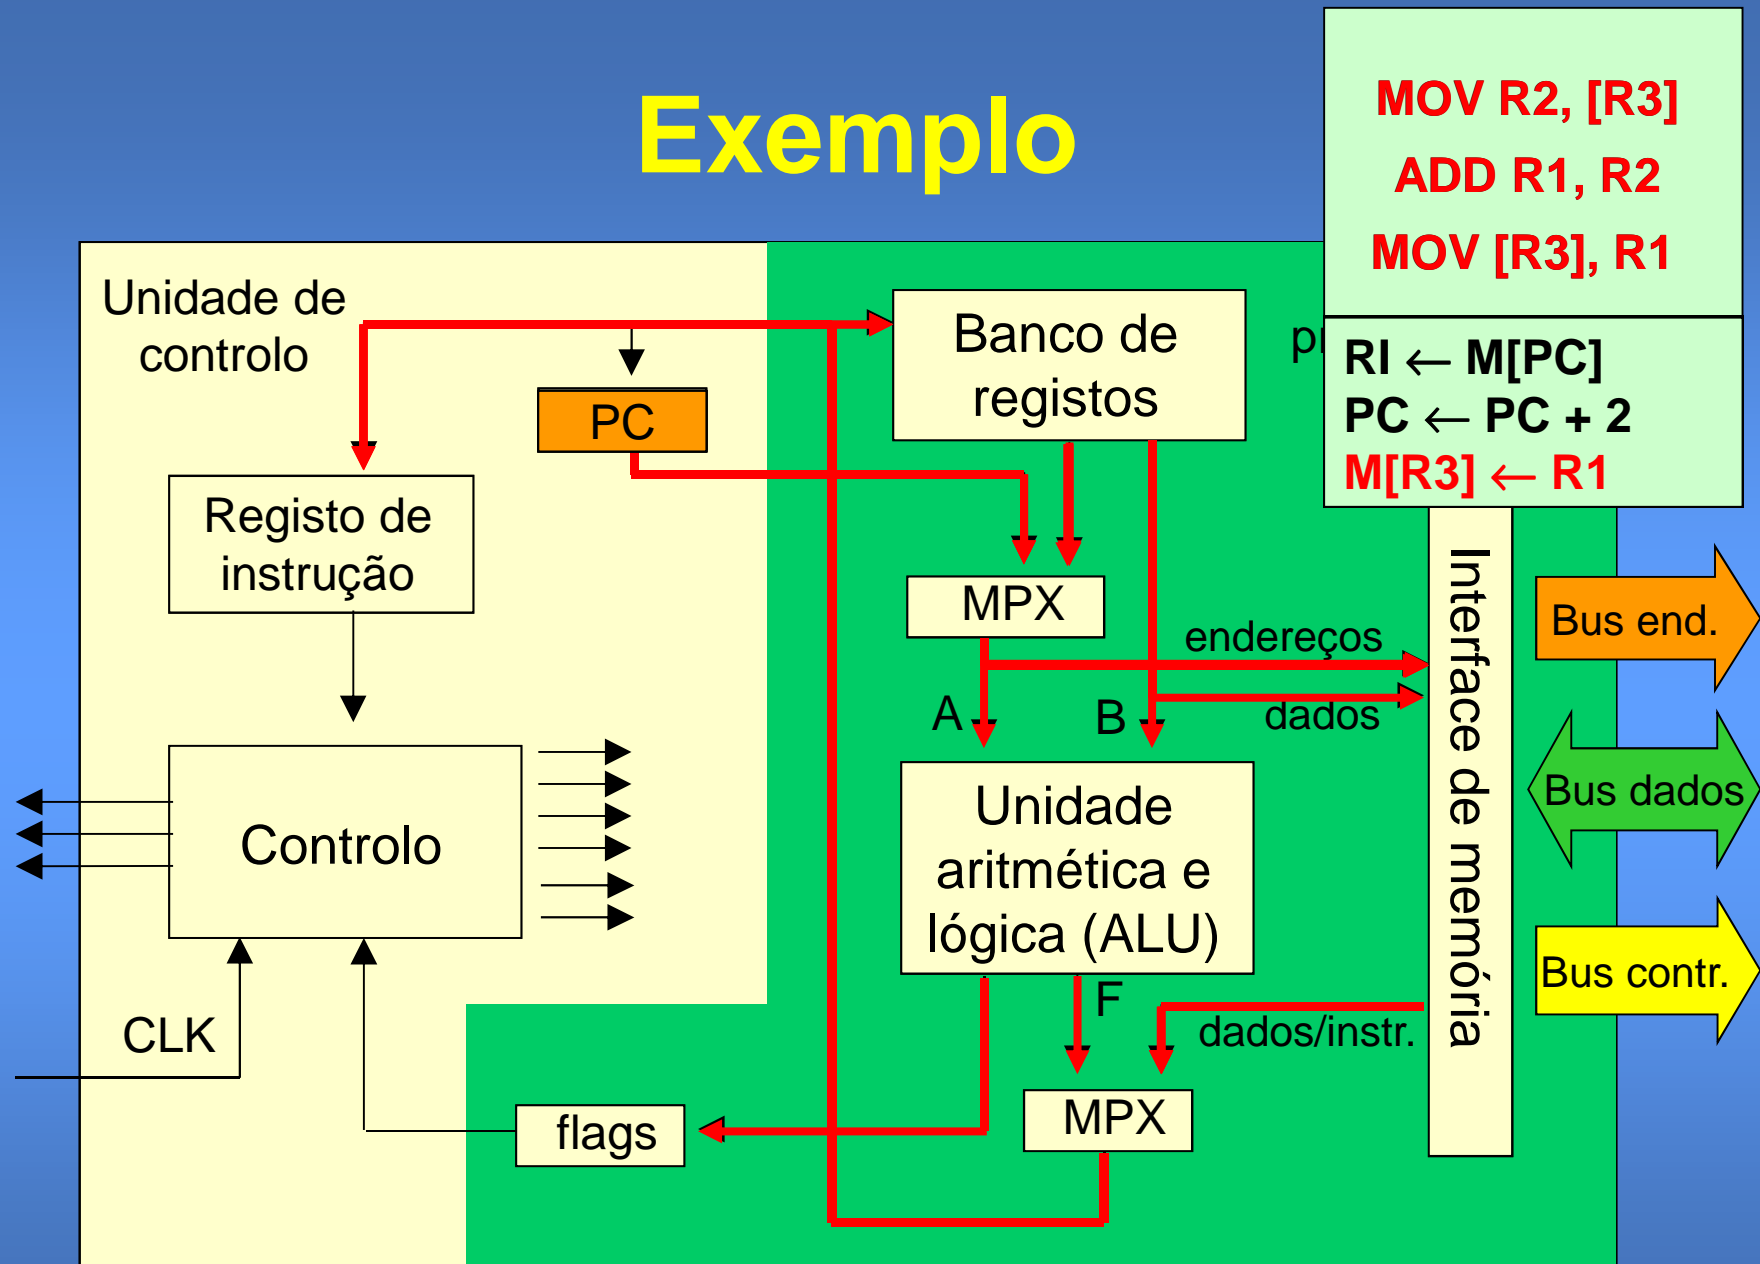 Exemplo
MOV R2, [R3]
ADD R1, R2
MOV [R3], R1
RI ← M[PC]
PC ← PC + 2
M[R3] ← R1
Unidade de
controlo
PC
Registo de
instrução
Controlo
CLK
flags
Banco de
registos
MPX
endereços
A
B
dados
Unidade
aritmética e
lógica (ALU)
F
dados/instr.
MPX
Interface de memória
Bus end.
Bus dados
Bus contr.